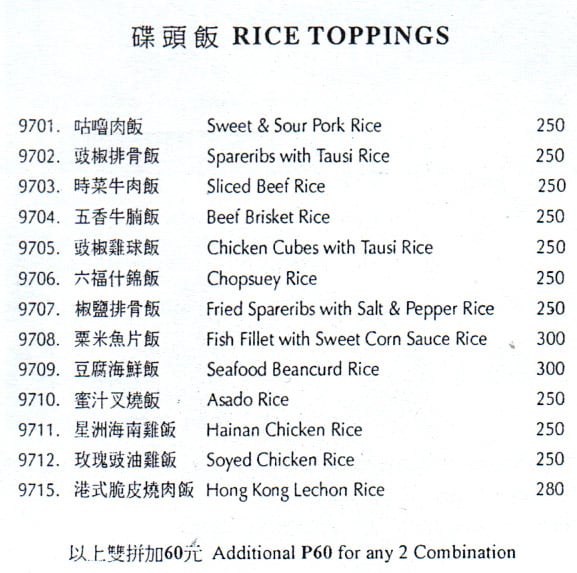 碟頭飯 RICE TOPPINGS
9701. 咕嚕肉飯 Sweet & Sour Pork Rice 250
9702. 豉椒排骨飯 Spareribs with Tausi Rice 250
9703. 時菜牛肉飯 Sliced Beef Rice 250
9704. 五香牛腩飯 Beef Brisket Rice 250
9705. 豉椒雞球飯 Chicken Cubes with Tausi Rice 250
9706. 六福什錦飯 Chopsuey Rice 250
9707. 椒鹽排骨飯 Fried Spareribs with Salt & Pepper Rice 250
9708. 粟米魚片飯 Fish Fillet with Sweet Corn Sauce Rice 300
9709. 豆腐海鮮飯 Seafood Beancurd Rice 300
9710. 蜜汁叉燒飯 Asado Rice 250
9711. 星洲海南雞飯 Hainan Chicken Rice 250
9712. 玫瑰豉油雞飯 Soyed Chicken Rice 250
9715. 港式脆皮燒肉飯 Hong Kong Lechon Rice 280
以上雙拼加60元 Additional P60 for any 2 Combination